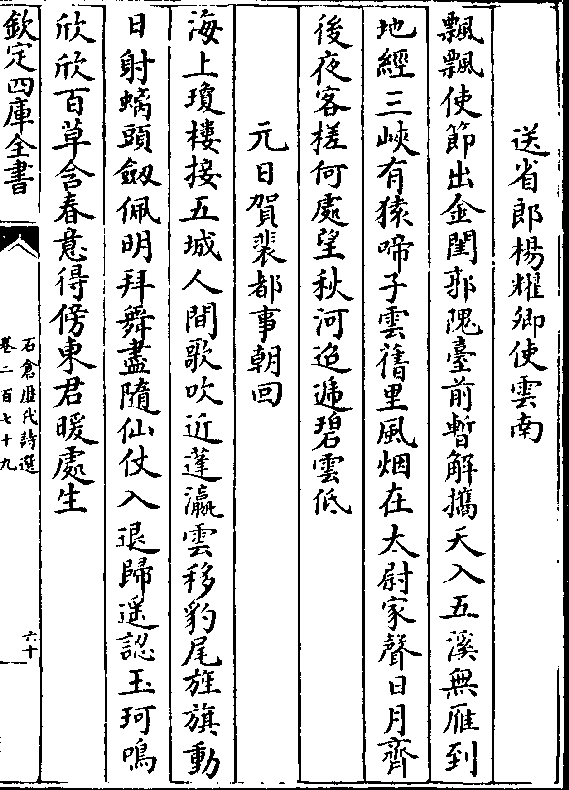 送省郎楊耀卿使雲南
飄飄使節出金閨郭隗臺前暫解攜天入五溪無雁到
地經三峽有猿啼子雲舊里風烟在太尉家聲日月齊
後夜客槎何處望秋河迢遞碧雲低
元日賀裴都事朝回
海上瓊樓接五城人間歌吹近蓬瀛雲移豹尾旌旗動
日射螭頭劔佩明拜舞盡隨仙仗入退歸遥認玉珂鳴
欣欣百草含春意得傍東君暖處生
欽定四庫全書
石倉歴代詩選
卷二百七十九
六十